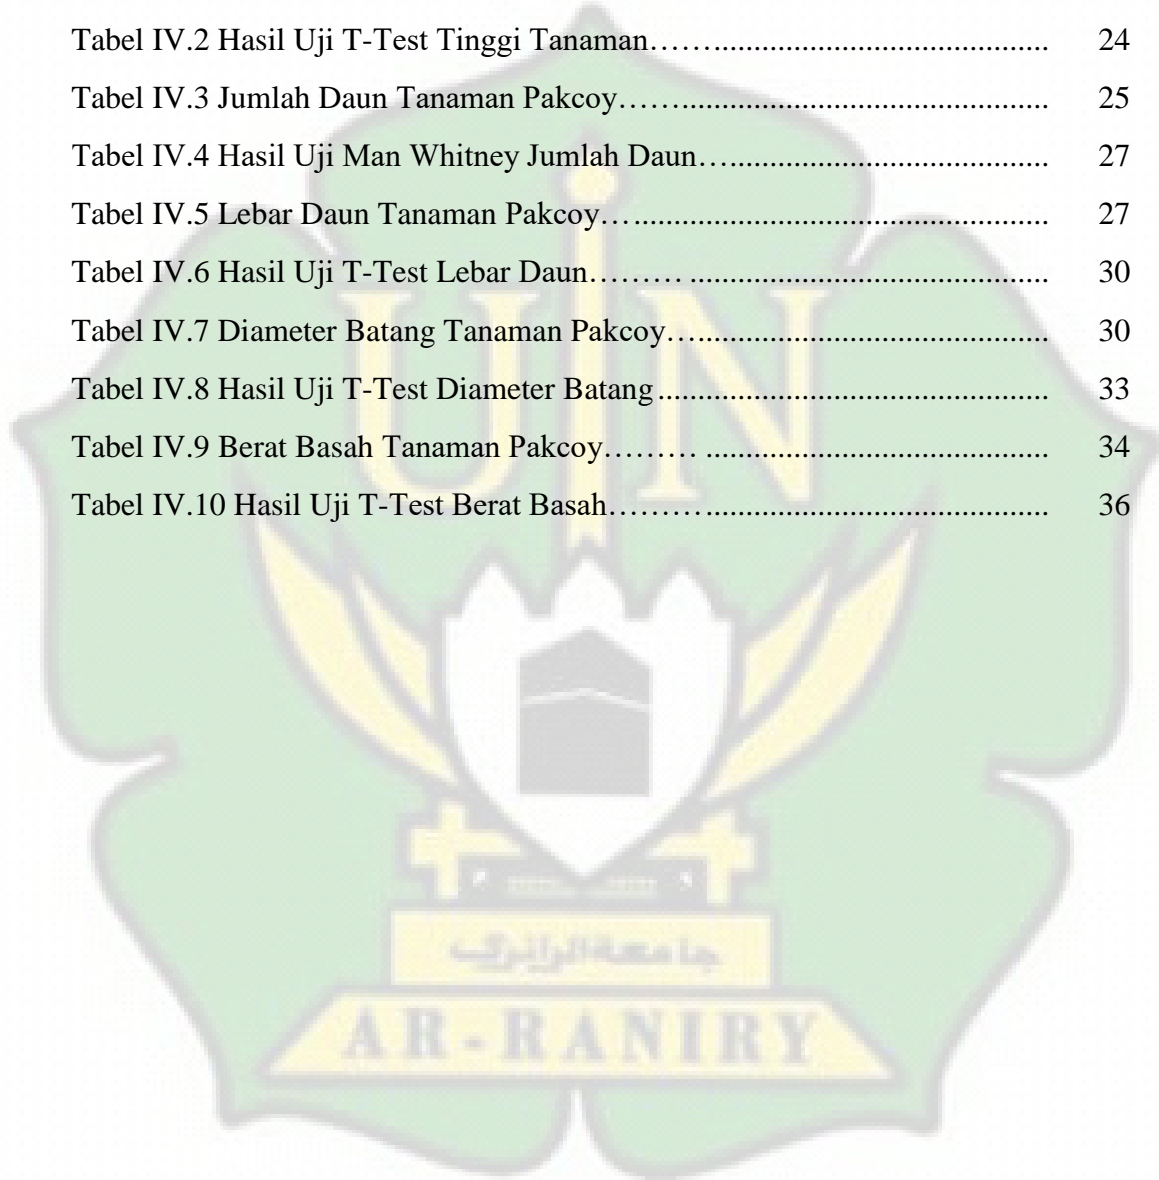 Tabel IV.2 Hasil Uji T-Test Tinggi Tanaman……......................................... 24
Tabel IV.3 Jumlah Daun Tanaman Pakcoy……............................................. 25
Tabel IV.4 Hasil Uji Man Whitney Jumlah Daun…....................................... 27
Tabel IV.5 Lebar Daun Tanaman Pakcoy….................................................. 27
Tabel IV.6 Hasil Uji T-Test Lebar Daun……… ............................................ 30
Tabel IV.7 Diameter Batang Tanaman Pakcoy…........................................... 30
Tabel IV.8 Hasil Uji T-Test Diameter Batang ................................................ 33
Tabel IV.9 Berat Basah Tanaman Pakcoy……… .......................................... 34
Tabel IV.10 Hasil Uji T-Test Berat Basah………......................................... 36
UIN
جامعة الرانري
AR-RANIRY